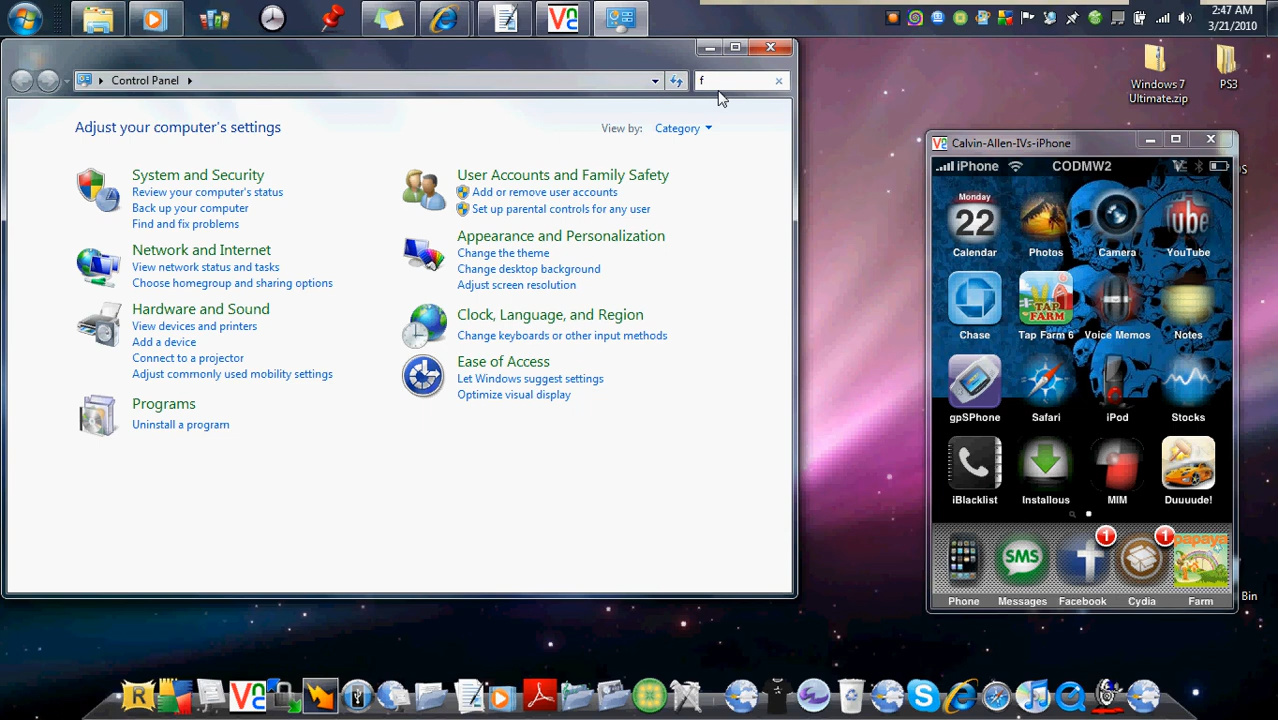 2:47 AM
3/21/2010
Windows 7
Ultimate.zip
PS3
Control Panel
f
Adjust your computer's settings
View by: Category
System and Security
Review your computer's status
Back up your computer
Find and fix problems
Network and Internet
View network status and tasks
Choose homegroup and sharing options
Hardware and Sound
View devices and printers
Add a device
Connect to a projector
Adjust commonly used mobility settings
Programs
Uninstall a program
User Accounts and Family Safety
Add or remove user accounts
Set up parental controls for any user
Appearance and Personalization
Change the theme
Change desktop background
Adjust screen resolution
Clock, Language, and Region
Change keyboards or other input methods
Ease of Access
Let Windows suggest settings
Optimize visual display
Calvin-Allen-IVs-iPhone
iPhone CODMW2
Monday
22
Tube
Calendar Photos Camera YouTube
TAP
FARM
Chase Tap Farm 6 Voice Memos Notes
gpSPhone Safari iPod Stocks
iBlacklist Installous MIM Duuuude!
1 1
SMS papaya
Phone Messages Facebook Cydia Farm
Bin